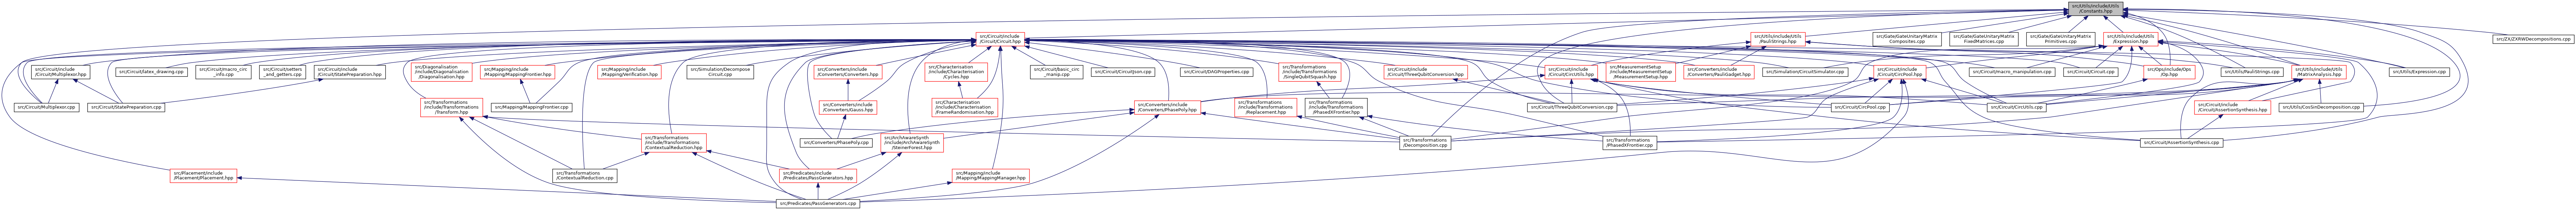 src/Utils/include/Utils
/Constants.hpp
src/Circuit/include
/Circuit/Circuit.hpp
src/Utils/include/Utils
/PauliStrings.hpp
src/Gate/GateUnitaryMatrix
Composites.cpp
src/Gate/GateUnitaryMatrix
FixedMatrices.cpp
src/Gate/GateUnitaryMatrix
Primitives.cpp
src/Utils/include/Utils
/Expression.hpp
src/ZX/ZXRWDecompositions.cpp
src/Circuit/include
/Circuit/Multiplexor.hpp
src/Circuit/latex_drawing.cpp
src/Circuit/macro_circ
_info.cpp
src/Circuit/setters
_and_getters.cpp
src/Circuit/include
/Circuit/StatePreparation.hpp
src/Diagonalisation
/include/Diagonalisation
/Diagonalisation.hpp
src/Mapping/include
/Mapping/MappingFrontier.hpp
src/Mapping/include
/Mapping/Verification.hpp
src/Simulation/Decompose
Circuit.cpp
src/Converters/include
/Converters/Converters.hpp
src/Characterisation
/include/Characterisation
/Cycles.hpp
src/Circuit/basic_circ
_manip.cpp
src/Circuit/CircuitJson.cpp
src/Circuit/DAGProperties.cpp
src/Transformations
/include/Transformations
/SingleQubitSquash.hpp
src/Circuit/include
/Circuit/ThreeQubitConversion.hpp
src/Circuit/include
/Circuit/CircUtils.hpp
src/MeasurementSetup
/include/MeasurementSetup
/MeasurementSetup.hpp
src/Converters/include
/Converters/PauliGadget.hpp
src/Simulation/CircuitSimulator.cpp
src/Circuit/include
/Circuit/CircPool.hpp
src/Circuit/macro_manipulation.cpp
src/Circuit/Circuit.cpp
src/Ops/include/Ops
/Op.hpp
src/Utils/PauliStrings.cpp
src/Utils/include/Utils
/MatrixAnalysis.hpp
src/Utils/Expression.cpp
src/Circuit/Multiplexor.cpp
src/Circuit/StatePreparation.cpp
src/Transformations
/include/Transformations
/Transform.hpp
src/Mapping/MappingFrontier.cpp
src/Converters/include
/Converters/Gauss.hpp
src/Characterisation
/include/Characterisation
/FrameRandomisation.hpp
src/Converters/include
/Converters/PhasePoly.hpp
src/Transformations
/include/Transformations
/Replacement.hpp
src/Transformations
/include/Transformations
/PhasedXFrontier.hpp
src/Circuit/ThreeQubitConversion.cpp
src/Circuit/CircPool.cpp
src/Circuit/CircUtils.cpp
src/Circuit/include
/Circuit/AssertionSynthesis.hpp
src/Utils/CosSinDecomposition.cpp
src/Transformations
/include/Transformations
/ContextualReduction.hpp
src/Converters/PhasePoly.cpp
src/ArchAwareSynth
/include/ArchAwareSynth
/SteinerForest.hpp
src/Transformations
/Decomposition.cpp
src/Transformations
/PhasedXFrontier.cpp
src/Circuit/AssertionSynthesis.cpp
src/Placement/include
/Placement/Placement.hpp
src/Transformations
/ContextualReduction.cpp
src/Predicates/include
/Predicates/PassGenerators.hpp
src/Mapping/include
/Mapping/MappingManager.hpp
src/Predicates/PassGenerators.cpp